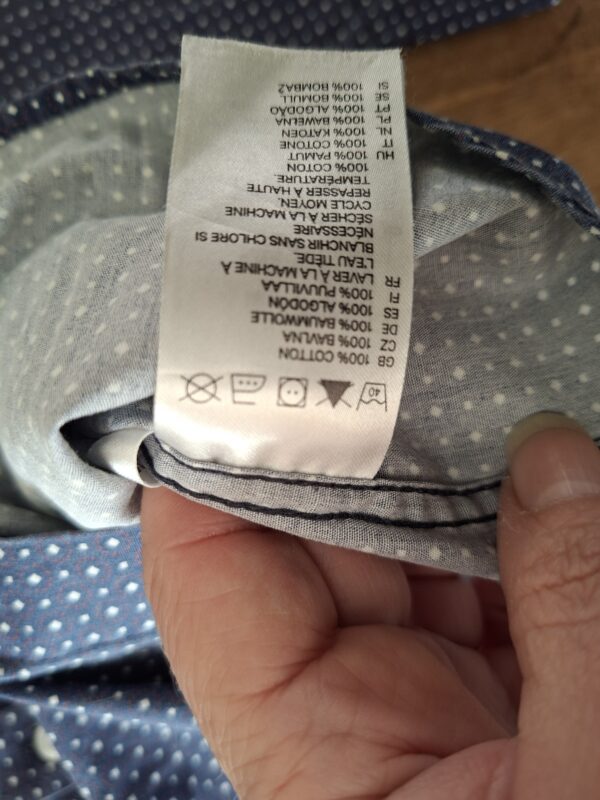 40
GB 100% COTTON
CZ 100% BAVLNA
DE 100% BAUMWOLLE
ES 100% ALGODÓN
FI 100% PUUVILLAA
FR LAVER À LA MACHINE À
L'EAU TIÈDE.
BLANCHIR SANS CHLORE SI
NÉCESSAIRE
SÉCHER À LA MACHINE
CYCLE MOYEN.
REPASSER À HAUTE
TEMPÉRATURE.
100% COTON
HU 100% PAMUT
IT 100% COTONE
NL 100% KATOEN
PL 100% BAWEŁNA
PT 100% ALGODÃO
SE 100% BOMULL
SI 100% BOMBAŽ